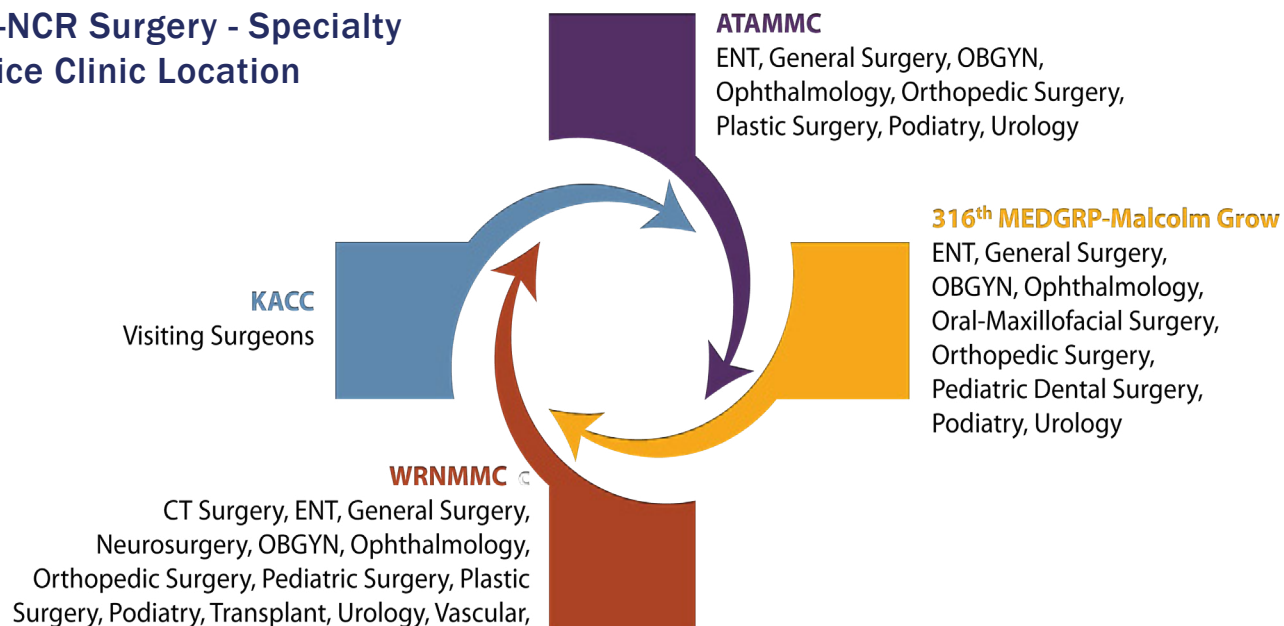 -NCR Surgery - Specialty
ice Clinic Location
ATAMMC
ENT, General Surgery, OBGYN,
Ophthalmology, Orthopedic Surgery,
Plastic Surgery, Podiatry, Urology
316th MEDGRP-Malcolm Grow
ENT, General Surgery,
OBGYN, Ophthalmology,
Oral-Maxillofacial Surgery,
Orthopedic Surgery,
Pediatric Dental Surgery,
Podiatry, Urology
KACC
Visiting Surgeons
WRNMMC
CT Surgery, ENT, General Surgery,
Neurosurgery, OBGYN, Ophthalmology,
Orthopedic Surgery, Pediatric Surgery, Plastic
Surgery, Podiatry, Transplant, Urology, Vascular,